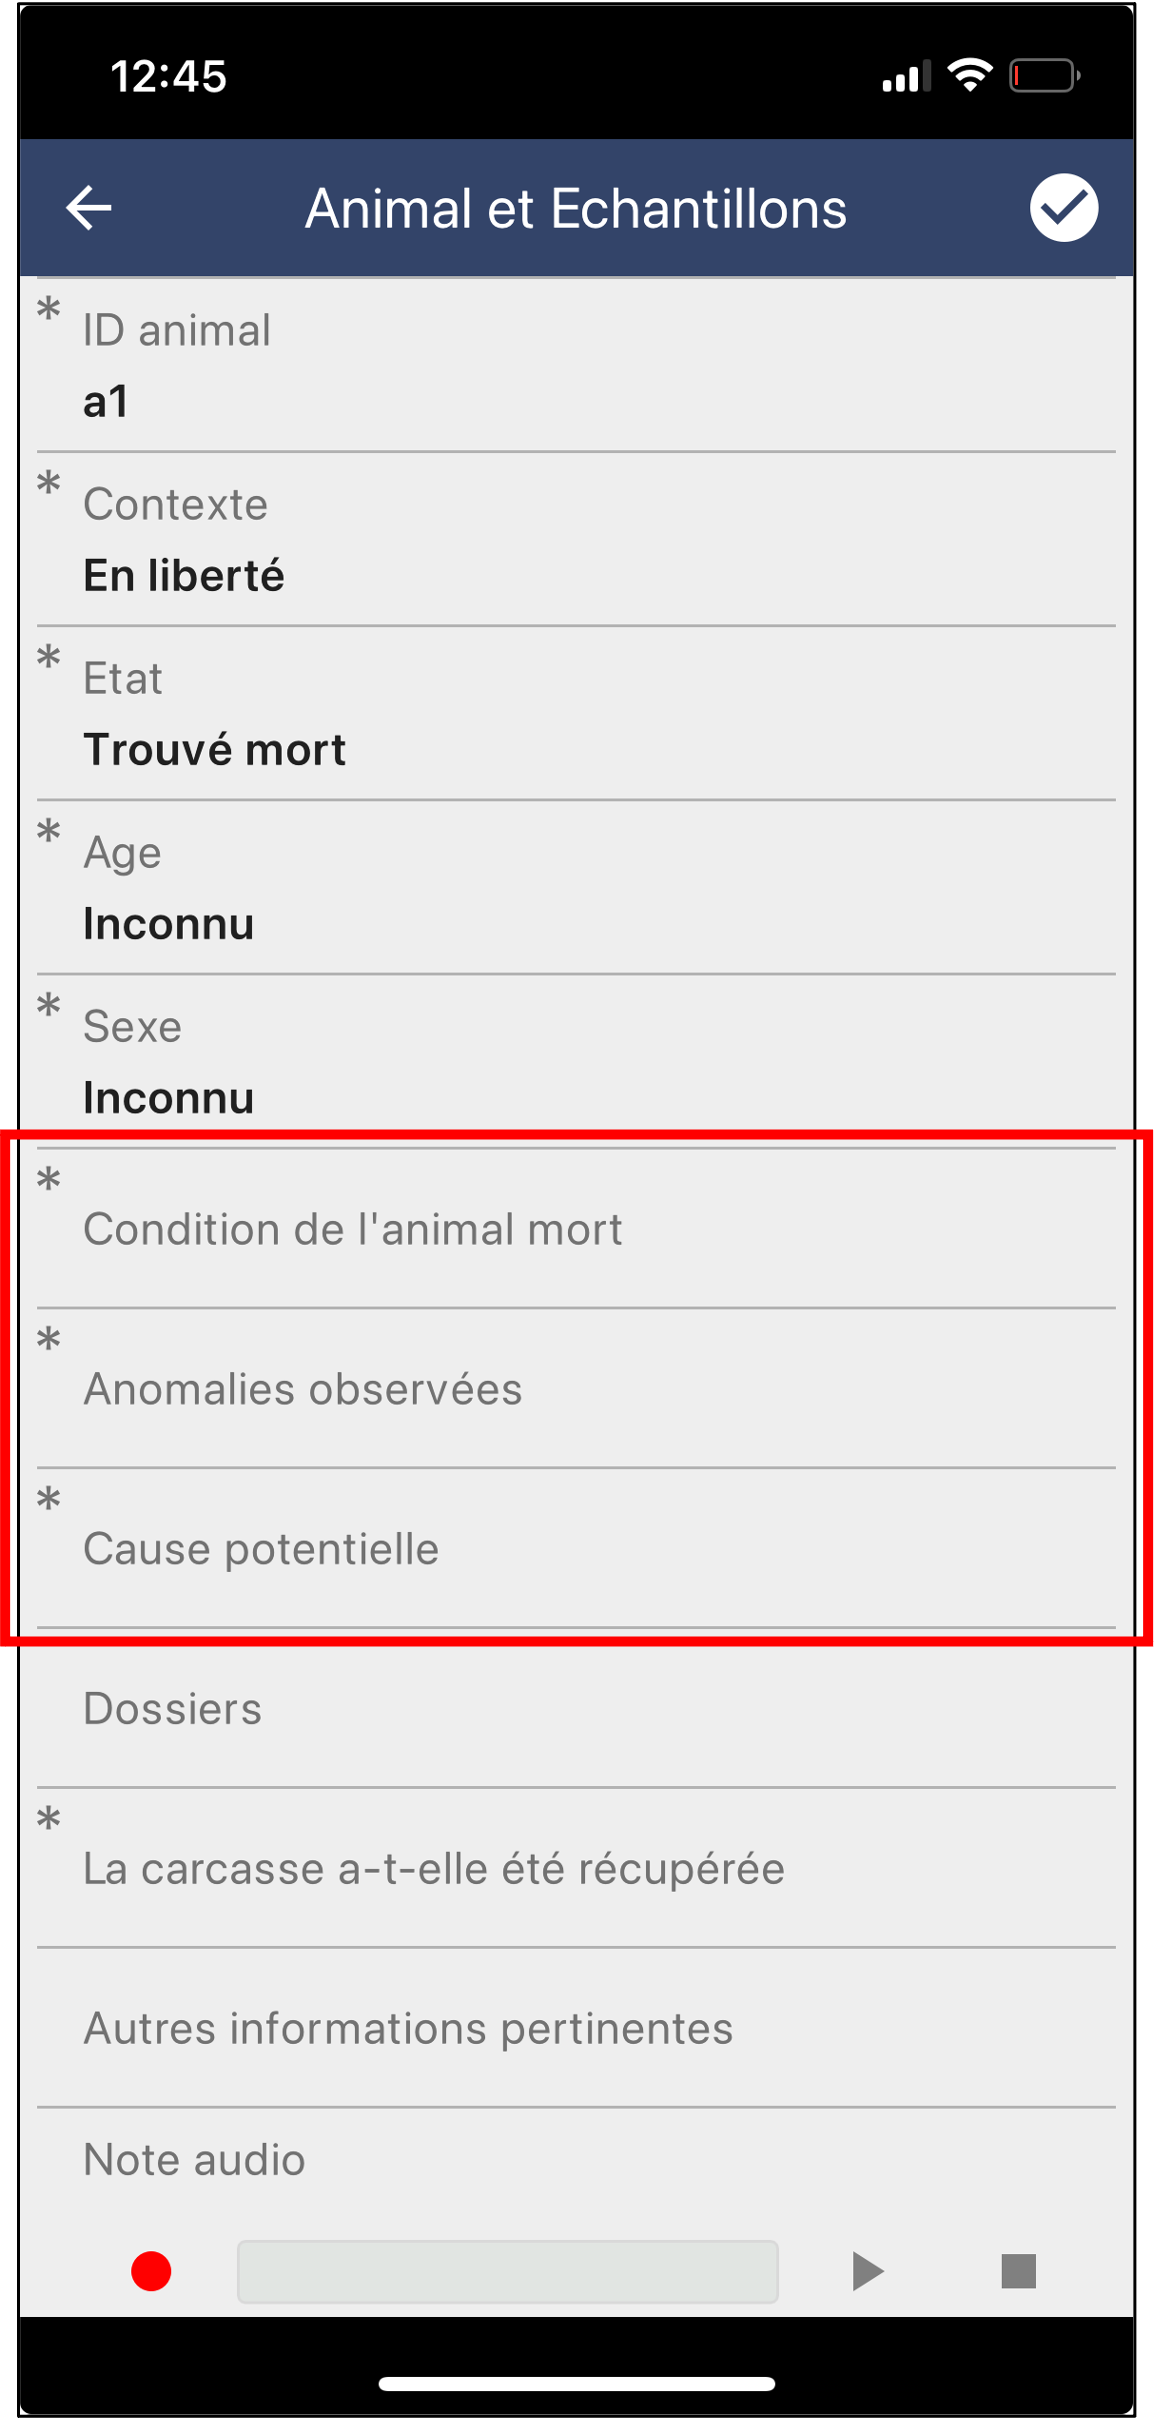 12:45
Animal et Echantillons
* ID animal
a1
* Contexte
En liberté
* Etat
Trouvé mort
* Age
Inconnu
* Sexe
Inconnu
* Condition de l'animal mort
* Anomalies observées
* Cause potentielle
Dossiers
* La carcasse a-t-elle été récupérée
Autres informations pertinentes
Note audio